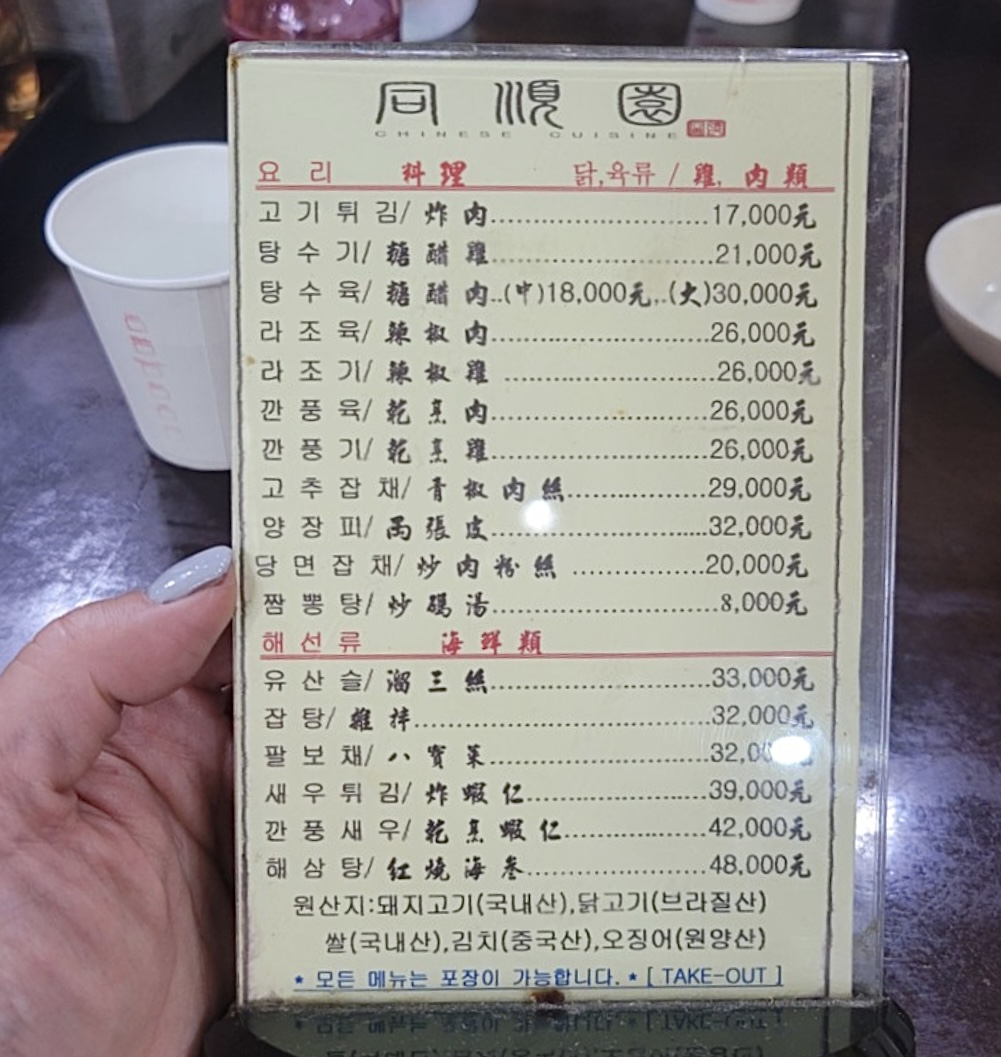 同順園
CHINESE CUISINE
요리 料理 닭,육류 / 雞, 肉類
고기튀김/ 炸肉......17,000元
탕수기/ 糖醋雞......21,000元
탕수육/ 糖醋肉..(中)18,000元..(大)30,000元
라조육/ 辣椒肉......26,000元
라조기/ 辣椒雞......26,000元
깐풍육/ 乾烹肉......26,000元
깐풍기/ 乾烹雞......26,000元
고추잡채/ 青椒肉絲......29,000元
양장피/ 両張皮......32,000元
당면잡채/ 炒肉粉絲......20,000元
짬뽕탕/ 炒碼湯......8,000元
해선류 海鮮類
유산슬/ 溜三絲......33,000元
잡탕/ 雜拌......32,000元
팔보채/ 八寶菜......32,0
새우튀김/ 炸蝦仁......39,000元
깐풍새우/ 乾烹蝦仁......42,000元
해삼탕/ 紅燒海參......48,000元
원산지:돼지고기(국내산),닭고기(브라질산)
쌀(국내산),김치(중국산),오징어(원양산)
* 모든 메뉴는 포장이 가능합니다. * [ TAKE-OUT ]